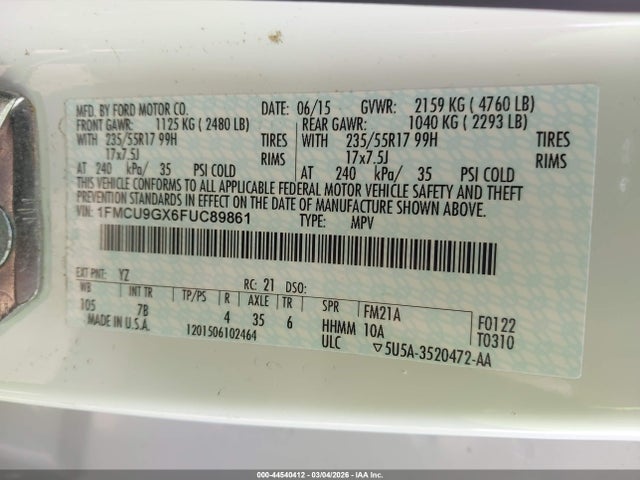 MFD. BY FORD MOTOR CO. DATE: 06/15 GVWR: 2159 KG ( 4760 LB)
FRONT GAWR: 1125 KG ( 2480 LB) REAR GAWR: 1040 KG ( 2293 LB)
WITH 235/55R17 99H TIRES WITH 235/55R17 99H TIRES
17x7.5J RIMS 17x7.5J RIMS
AT 240 kPa/ 35 PSI COLD AT 240 kPa/ 35 PSI COLD
THIS VEHICLE CONFORMS TO ALL APPLICABLE FEDERAL MOTOR VEHICLE SAFETY AND THEFT
PREVENTION STANDARDS IN EFFECT ON THE DATE OF MANUFACTURE SHOWN ABOVE.
VIN: 1FMCU9GX6FUC89861 TYPE: MPV
EXT PNT: YZ RC: 21 DSO:
WB INT TR TP/PS R AXLE TR SPR FM21A F0122
105 7B 4 35 6 HHMM 10A T0310
MADE IN U.S.A. 1201506102464 ULC ▽5U5A-3520472-AA
000-44540412 - 03/04/2026 - IAA Inc.